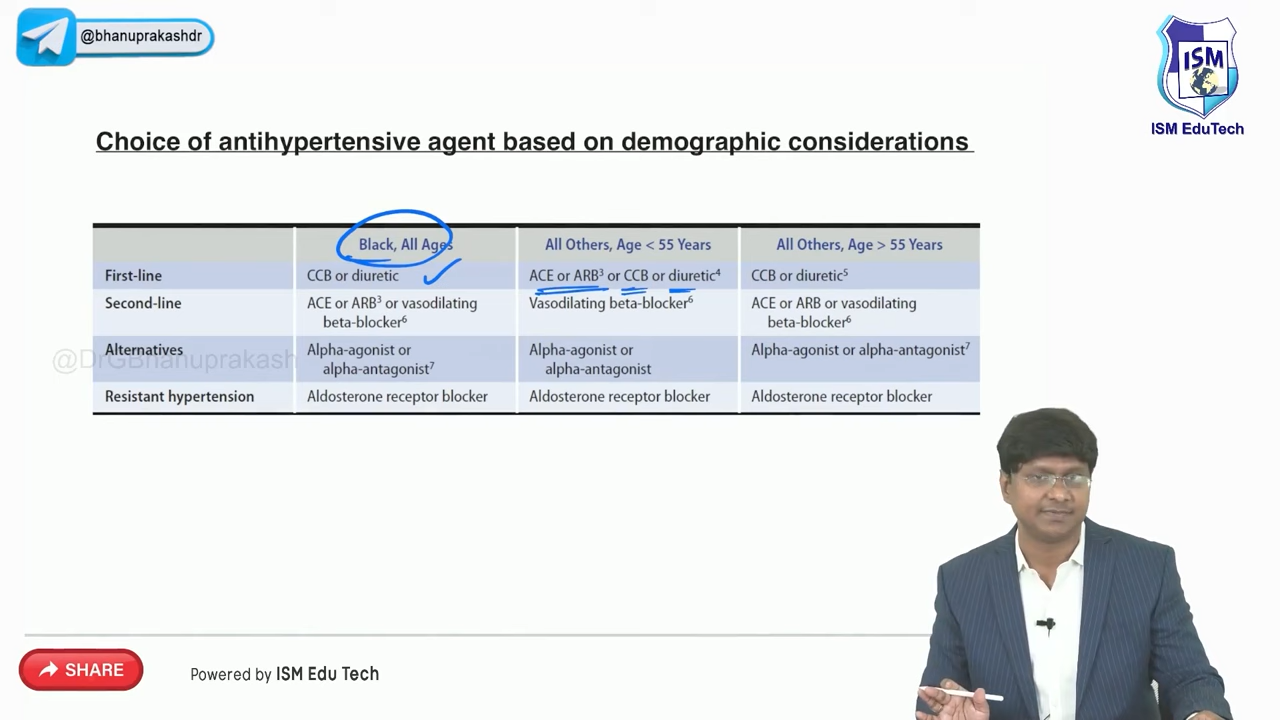 @bhanuprakashdr
ISM
ISM EduTech
Choice of antihypertensive agent based on demographic considerations
Black, All Ages
All Others, Age < 55 Years
All Others, Age > 55 Years
First-line
CCB or diuretic
ACE or ARB³ or CCB or diuretic⁴
CCB or diuretic⁵
Second-line
ACE or ARB³ or vasodilating
beta-blocker⁶
Vasodilating beta-blocker⁶
ACE or ARB or vasodilating
beta-blocker⁶
@DrGBhanuprakash
Alternatives
Alpha-agonist or
alpha-antagonist⁷
Alpha-agonist or
alpha-antagonist
Alpha-agonist or alpha-antagonist⁷
Resistant hypertension
Aldosterone receptor blocker
Aldosterone receptor blocker
Aldosterone receptor blocker
SHARE
Powered by ISM Edu Tech